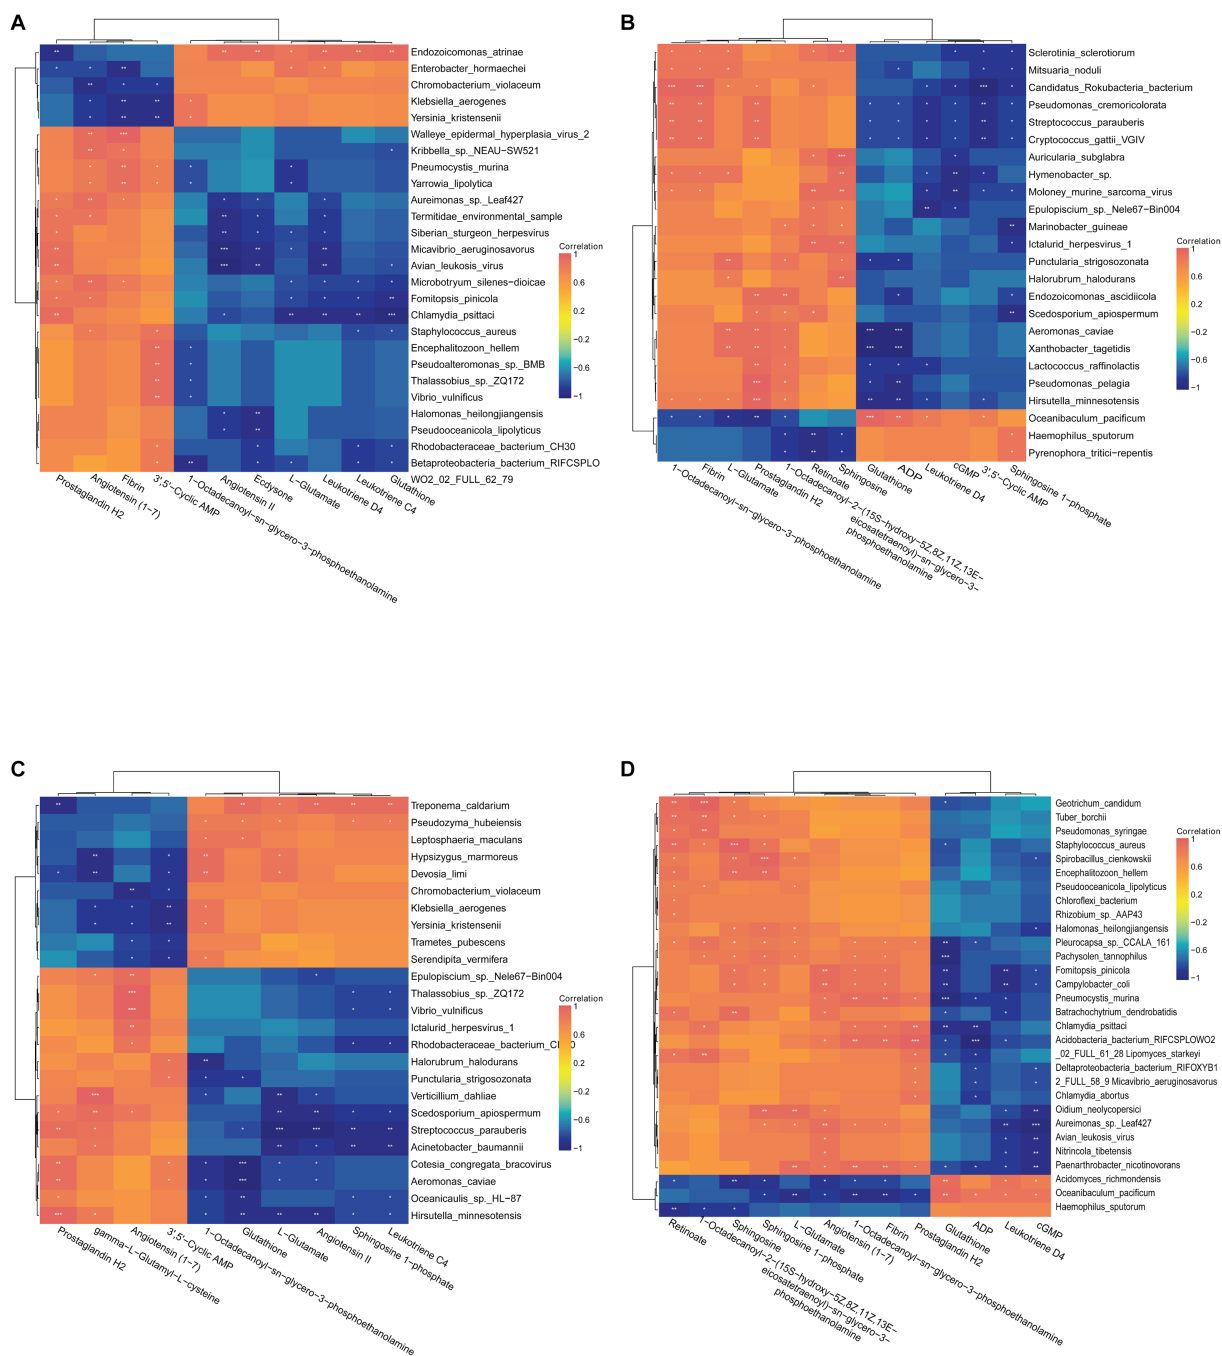 A
Endozoicomonas_atrinae
Enterobacter_hormaechei
Chromobacterium_violaceum
Klebsiella_aerogenes
Yersinia_kristensenii
Walleye_epidermal_hyperplasia_virus_2
Kribbella_sp._NEAU−SW521
Pneumocystis_murina
Yarrowia_lipolytica
Aureimonas_sp._Leaf427
Termitidae_environmental_sample
Siberian_sturgeon_herpesvirus
Micavibrio_aeruginosavorus
Avian_leukosis_virus
Microbotryum_silenes−dioicae
Fomitopsis_pinicola
Chlamydia_psittaci
Staphylococcus_aureus
Encephalitozoon_hellem
Pseudoalteromonas_sp._BMB
Thalassobius_sp._ZQ172
Vibrio_vulnificus
Halomonas_heilongjiangensis
Pseudooceanicola_lipolyticus
Rhodobacteraceae_bacterium_CH30
Betaproteobacteria_bacterium_RIFCSPLO
WO2_02_FULL_62_79
Prostaglandin H2
Angiotensin (1−7)
Fibrin
3',5'−Cyclic AMP
1−Octadecanoyl−sn−glycero−3−phosphoethanolamine
Angiotensin II
Ecdysone
L−Glutamate
Leukotriene D4
Leukotriene C4
Glutathione
Correlation
1
0.6
0.2
−0.2
−0.6
−1
B
Sclerotinia_sclerotiorum
Mitsuaria_noduli
Candidatus_Rokubacteria_bacterium
Pseudomonas_cremoricolorata
Streptococcus_parauberis
Cryptococcus_gattii_VGIV
Auricularia_subglabra
Hymenobacter_sp.
Moloney_murine_sarcoma_virus
Epulopiscium_sp._Nele67−Bin004
Marinobacter_guineae
Ictalurid_herpesvirus_1
Punctularia_strigosozonata
Halorubrum_halodurans
Endozoicomonas_ascidiicola
Scedosporium_apiospermum
Aeromonas_caviae
Xanthobacter_tagetidis
Lactococcus_raffinolactis
Pseudomonas_pelagia
Hirsutella_minnesotensis
Oceanibaculum_pacificum
Haemophilus_sputorum
Pyrenophora_tritici−repentis
1−Octadecanoyl−sn−glycero−3−phosphoethanolamine
Fibrin
L−Glutamate
Prostaglandin H2
1−Octadecanoyl−2−(15S−hydroxy−5Z,8Z,11Z,13E−
eicosatetraenoyl)−sn−glycero−3−
phosphoethanolamine
Retinoate
Sphingosine
Glutathione
ADP
Leukotriene D4
cGMP
3',5'−Cyclic AMP
Sphingosine 1−phosphate
Correlation
1
0.6
0.2
−0.2
−0.6
−1
C
Treponema_caldarium
Pseudozyma_hubeiensis
Leptosphaeria_maculans
Hypsizygus_marmoreus
Devosia_limi
Chromobacterium_violaceum
Klebsiella_aerogenes
Yersinia_kristensenii
Trametes_pubescens
Serendipita_vermifera
Epulopiscium_sp._Nele67−Bin004
Thalassobius_sp._ZQ172
Vibrio_vulnificus
Ictalurid_herpesvirus_1
Rhodobacteraceae_bacterium_CH30
Halorubrum_halodurans
Punctularia_strigosozonata
Verticillium_dahliae
Scedosporium_apiospermum
Streptococcus_parauberis
Acinetobacter_baumannii
Cotesia_congregata_bracovirus
Aeromonas_caviae
Oceanicaulis_sp._HL−87
Hirsutella_minnesotensis
Prostaglandin H2
gamma−L−Glutamyl−L−cysteine
Angiotensin (1−7)
3',5'−Cyclic AMP
1−Octadecanoyl−sn−glycero−3−phosphoethanolamine
Glutathione
L−Glutamate
Angiotensin II
Sphingosine 1−phosphate
Leukotriene C4
Correlation
1
0.6
0.2
−0.2
−0.6
−1
D
Geotrichum_candidum
Tuber_borchii
Pseudomonas_syringae
Staphylococcus_aureus
Spirobacillus_cienkowskii
Encephalitozoon_hellem
Pseudooceanicola_lipolyticus
Chloroflexi_bacterium
Rhizobium_sp._AAP43
Halomonas_heilongjiangensis
Pleurocapsa_sp._CCALA_161
Pachysolen_tannophilus
Fomitopsis_pinicola
Campylobacter_coli
Pneumocystis_murina
Batrachochytrium_dendrobatidis
Chlamydia_psittaci
Acidobacteria_bacterium_RIFCSPLOWO2
_02_FULL_61_28 Lipomyces_starkeyi
Deltaproteobacteria_bacterium_RIFOXYB1
2_FULL_58_9 Micavibrio_aeruginosavorus
Chlamydia_abortus
Oidium_neolycopersici
Aureimonas_sp._Leaf427
Avian_leukosis_virus
Nitrincola_tibetensis
Paenarthrobacter_nicotinovorans
Acidomyces_richmondensis
Oceanibaculum_pacificum
Haemophilus_sputorum
Retinoate
1−Octadecanoyl−2−(15S−hydroxy−5Z,8Z,11Z,13E−
eicosatetraenoyl)−sn−glycero−3−
phosphoethanolamine
Sphingosine
Sphingosine 1−phosphate
L−Glutamate
Angiotensin (1−7)
1−Octadecanoyl−sn−glycero−3−phosphoethanolamine
Fibrin
Prostaglandin H2
Glutathione
ADP
Leukotriene D4
cGMP
Correlation
1
0.6
0.2
−0.2
−0.6
−1